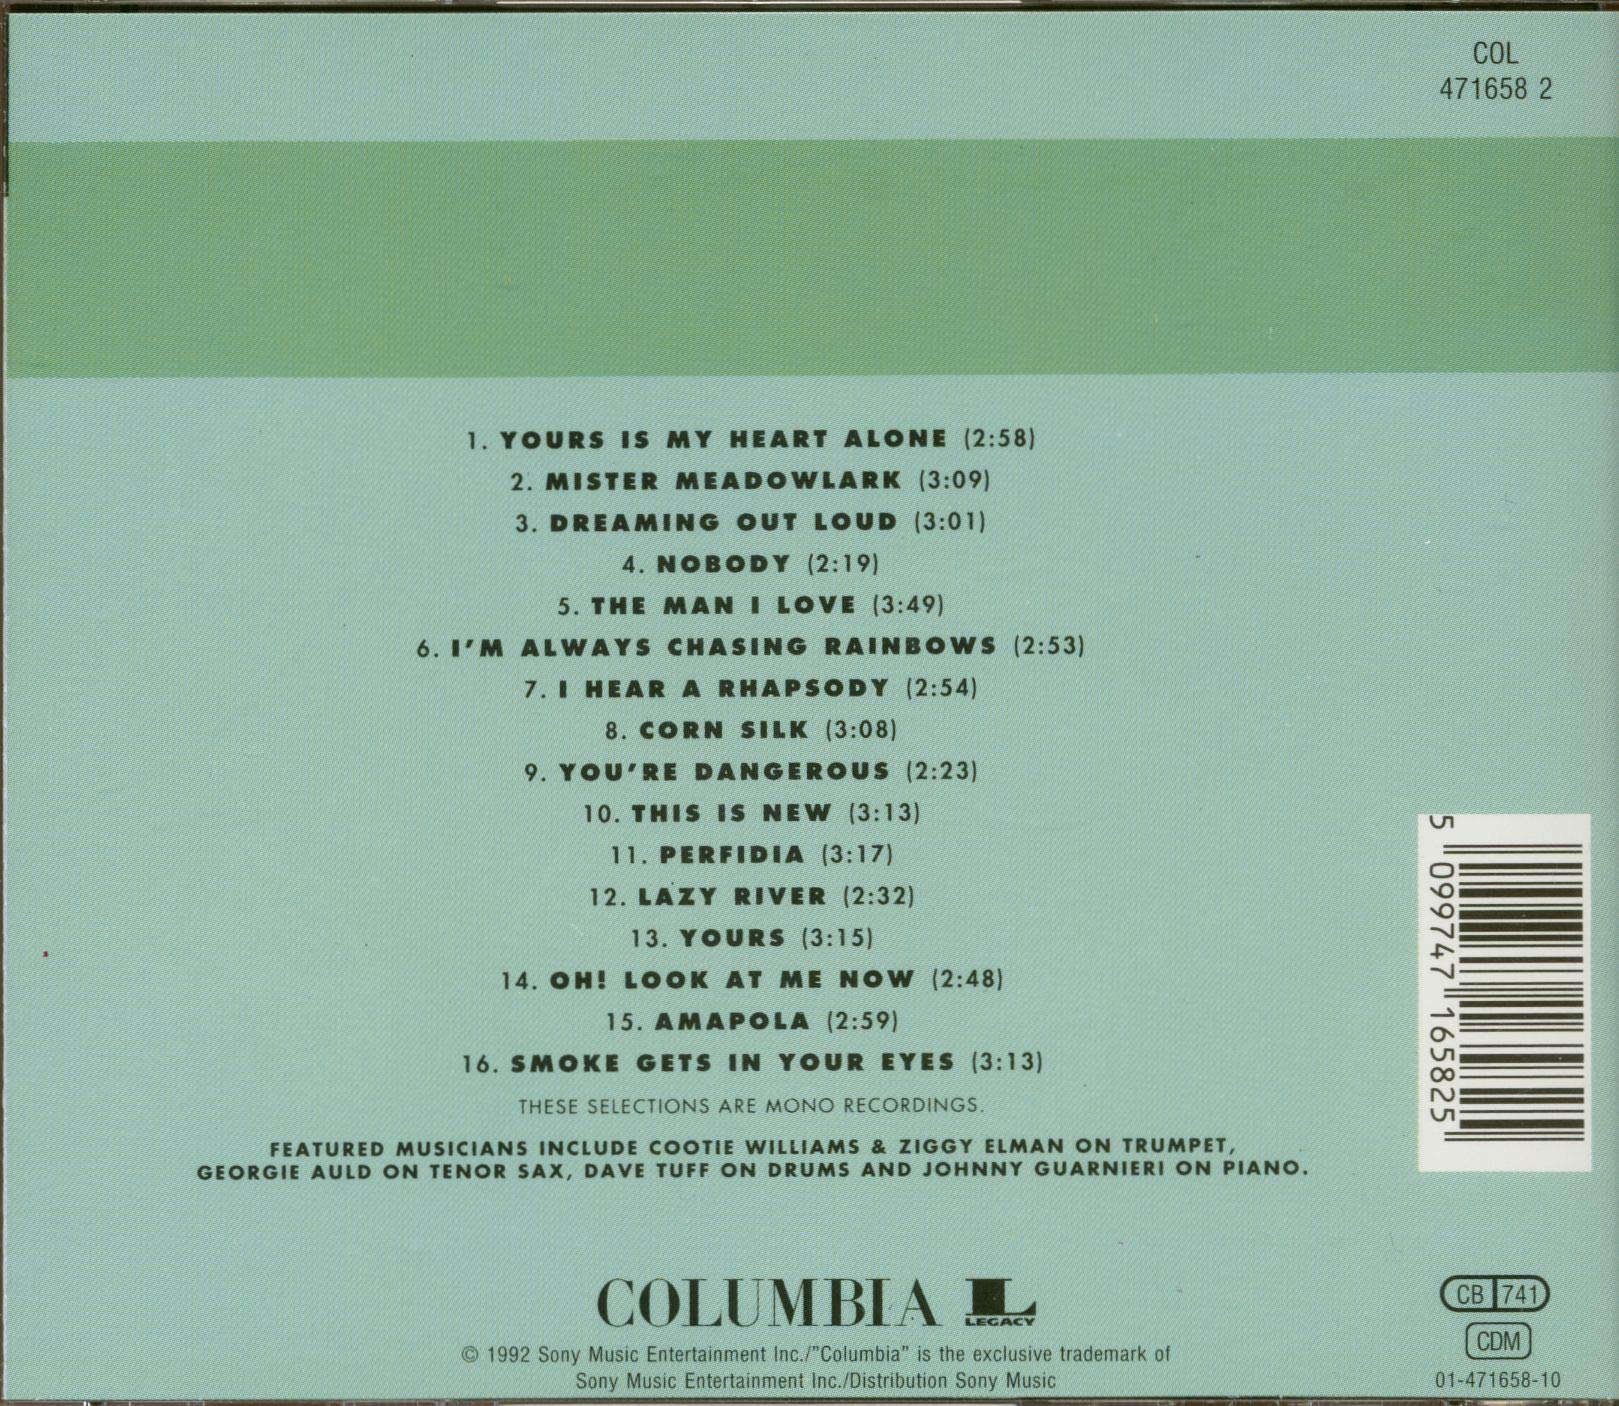 COL
471658 2
1. YOURS IS MY HEART ALONE (2:58)
2. MISTER MEADOWLARK (3:09)
3. DREAMING OUT LOUD (3:01)
4. NOBODY (2:19)
5. THE MAN I LOVE (3:49)
6. I'M ALWAYS CHASING RAINBOWS (2:53)
7. I HEAR A RHAPSODY (2:54)
8. CORN SILK (3:08)
9. YOU'RE DANGEROUS (2:23)
10. THIS IS NEW (3:13)
11. PERFIDIA (3:17)
12. LAZY RIVER (2:32)
13. YOURS (3:15)
14. OH! LOOK AT ME NOW (2:48)
15. AMAPOLA (2:59)
16. SMOKE GETS IN YOUR EYES (3:13)
THESE SELECTIONS ARE MONO RECORDINGS.
FEATURED MUSICIANS INCLUDE COOTIE WILLIAMS & ZIGGY ELMAN ON TRUMPET,
GEORGIE AULD ON TENOR SAX, DAVE TUFF ON DRUMS AND JOHNNY GUARNIERI ON PIANO.
5 099747 165825
COLUMBIA L
LEGACY
© 1992 Sony Music Entertainment Inc./"Columbia" is the exclusive trademark of
Sony Music Entertainment Inc./Distribution Sony Music
CB 741
CDM
01-471658-10